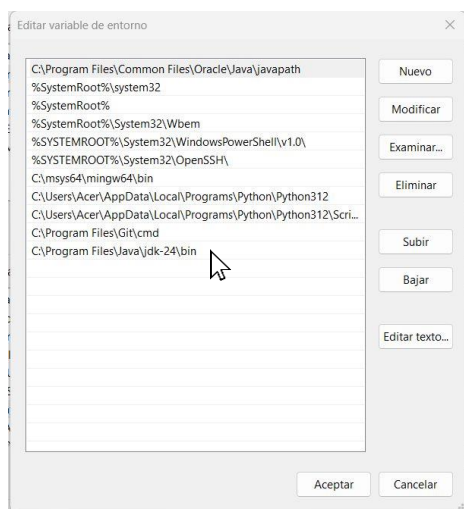 Editar variable de entorno
C:\Program Files\Common Files\Oracle\Java\javapath
%SystemRoot%\system32
%SystemRoot%
%SystemRoot%\System32\Wbem
%SYSTEMROOT%\System32\WindowsPowerShell\v1.0\
%SYSTEMROOT%\System32\OpenSSH\
C:\msys64\mingw64\bin
C:\Users\Acer\AppData\Local\Programs\Python\Python312
C:\Users\Acer\AppData\Local\Programs\Python\Python312\Scri...
C:\Program Files\Git\cmd
C:\Program Files\Java\jdk-24\bin
Nuevo
Modificar
Examinar...
Eliminar
Subir
Bajar
Editar texto...
Aceptar
Cancelar